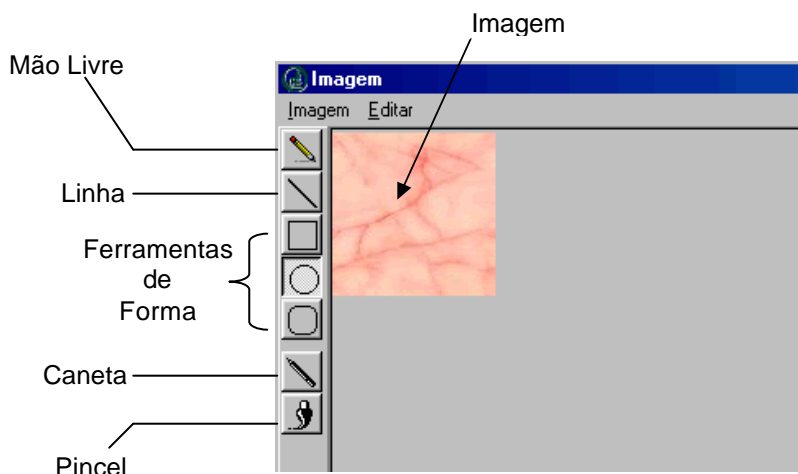 Imagem
Mão Livre
Imagem
Imagem Editar
Linha
Ferramentas
de
Forma
Caneta
Pincel